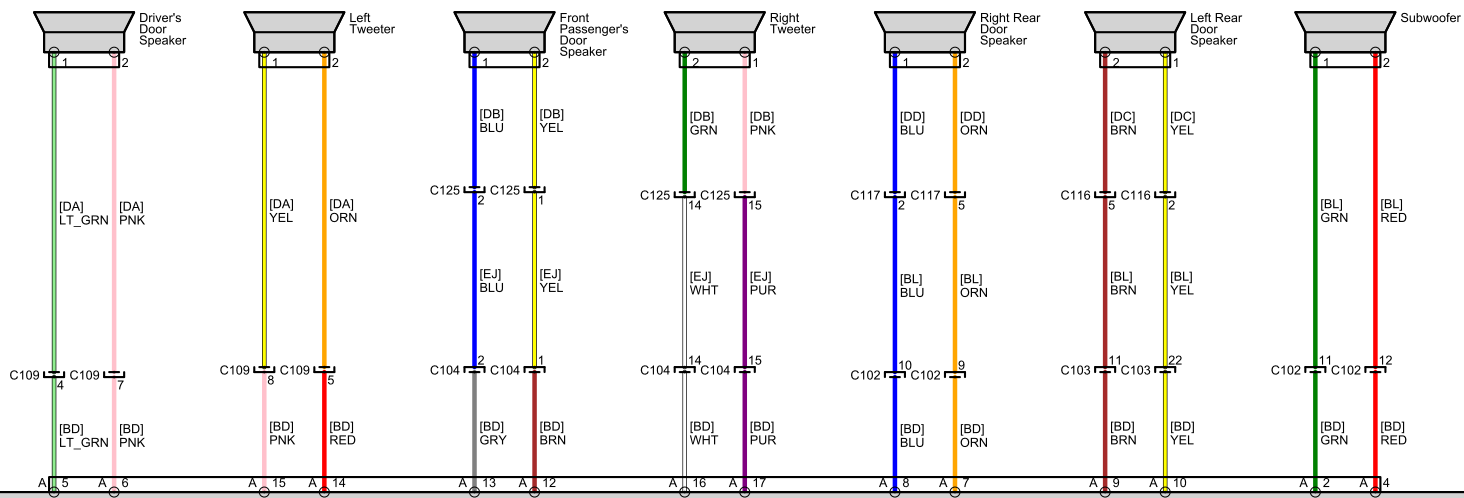 Driver's
Door
Speaker
Left
Tweeter
Front
Passenger's
Door
Speaker
Right
Tweeter
Right Rear
Door
Speaker
Left Rear
Door
Speaker
Subwoofer
1 2 1 2 1 2 2 1 1 2 2 1 1 2
[DB] [DB] [DB] [DB] [DD] [DD] [DC] [DC]
BLU YEL GRN PNK BLU ORN BRN YEL
C125 C125 C125 C125 C117 C117 C116 C116
2 1 14 15 2 5 5 2
[DA] [DA] [DA] [DA] [BL] [BL]
LT_GRN PNK YEL ORN GRN RED
[EJ] [EJ] [EJ] [EJ] [BL] [BL] [BL] [BL]
BLU YEL WHT PUR BLU ORN BRN YEL
2 1 14 15 10 9 11 22 11 12
C109 C109 C109 C109 C104 C104 C104 C104 C102 C102 C103 C103 C102 C102
4 7 8 5
[BD] [BD] [BD] [BD] [BD] [BD] [BD] [BD] [BD] [BD] [BD] [BD] [BD] [BD]
LT_GRN PNK PNK RED GRY BRN WHT PUR BLU ORN BRN YEL GRN RED
A 5 A 6 A 15 A 14 A 13 A 12 A 16 A 17 A 8 A 7 A 9 A 10 A 2 A 4